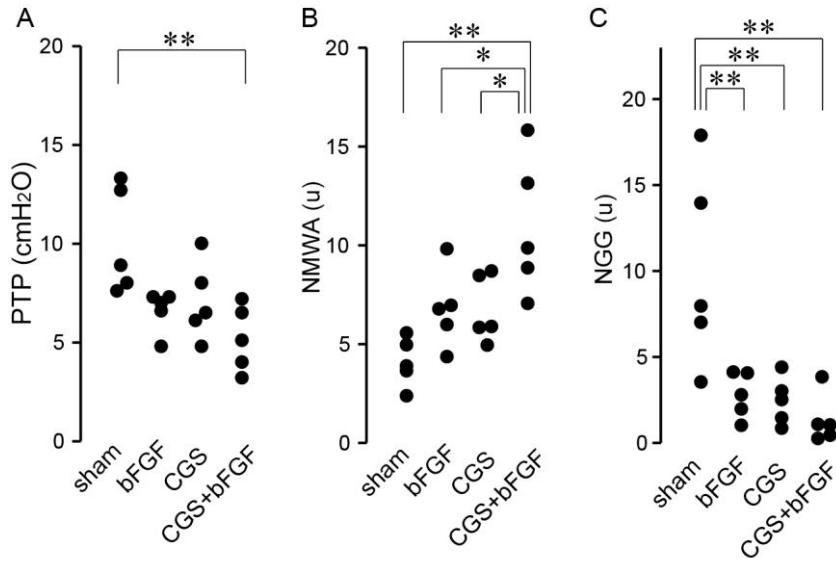 A
PTP (cmH₂O)
20
15
10
5
0
**
sham
bFGF
CGS
CGS+bFGF
B
NMWA (u)
20
15
10
5
0
**
*
*
sham
bFGF
CGS
CGS+bFGF
C
NGG (u)
20
15
10
5
0
**
**
**
sham
bFGF
CGS
CGS+bFGF